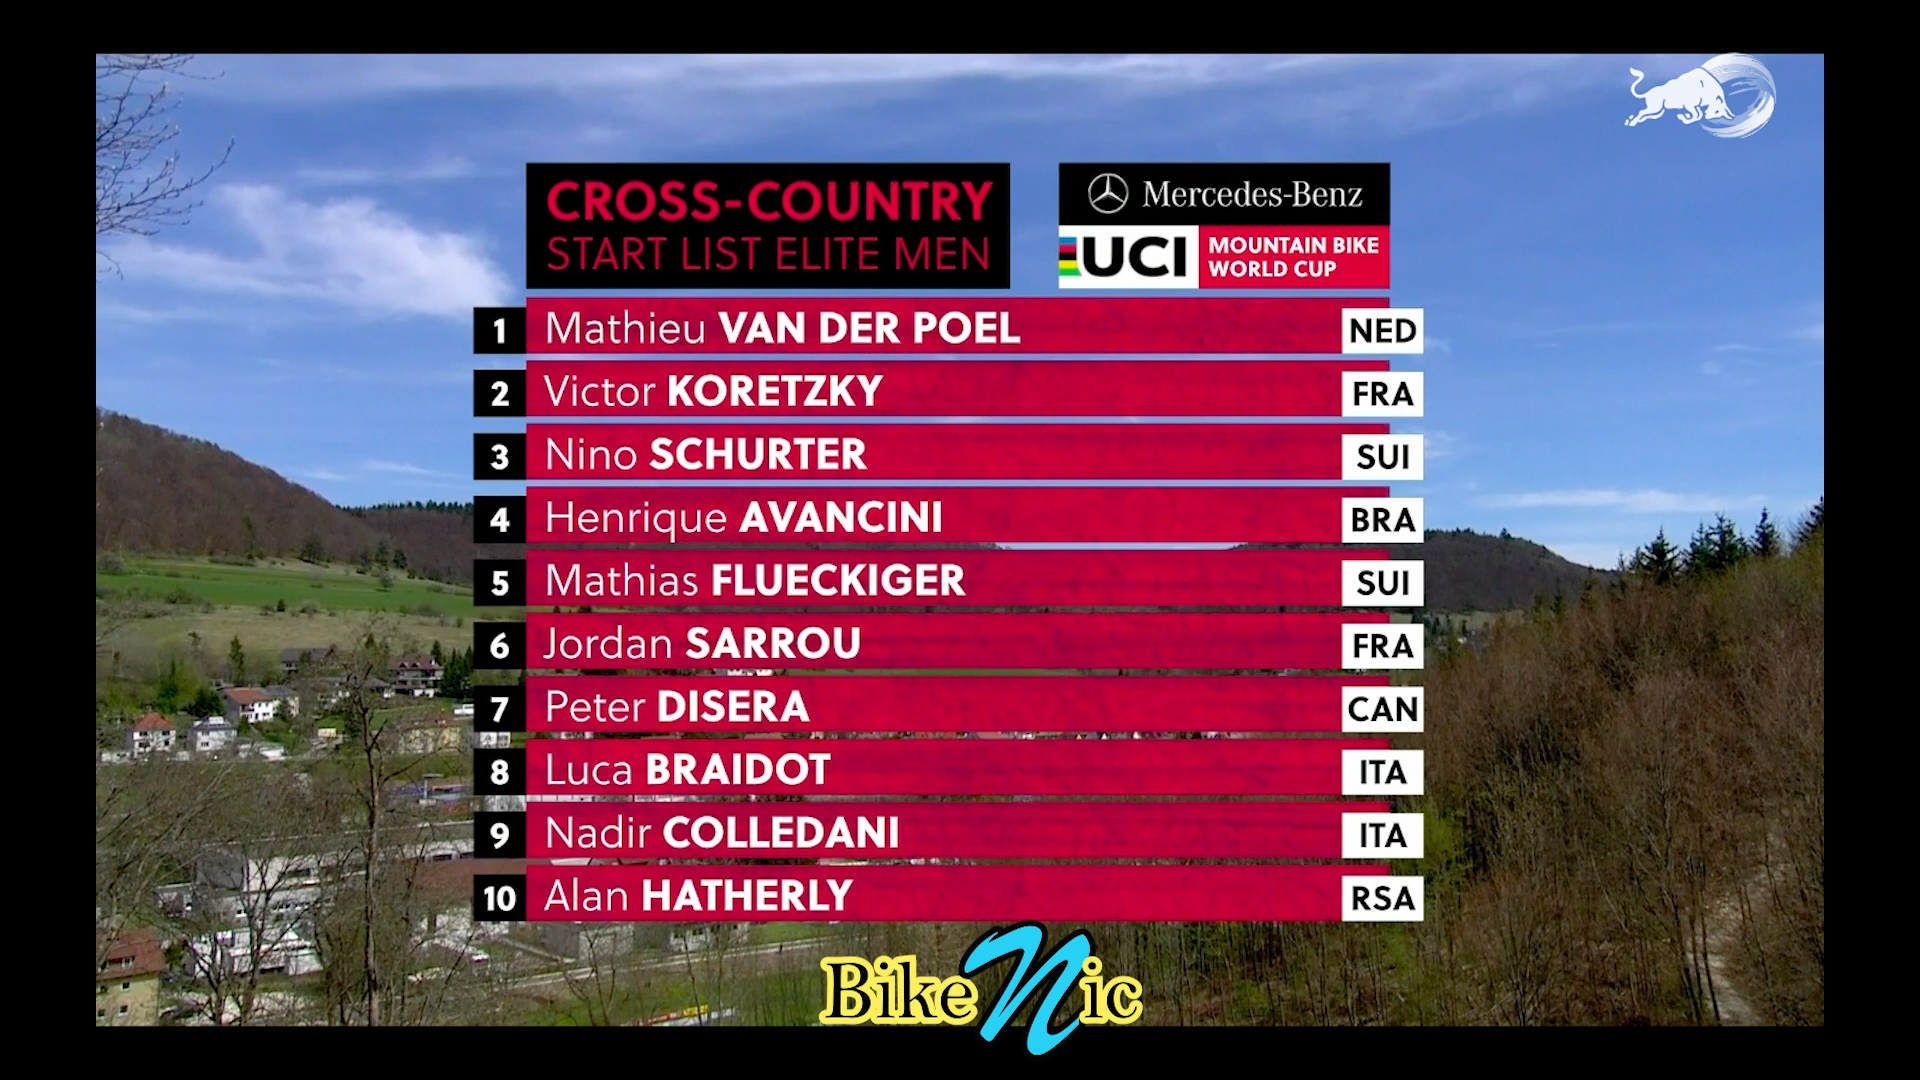 CROSS-COUNTRY
START LIST ELITE MEN
Mercedes-Benz
UCI
MOUNTAIN BIKE
WORLD CUP
1 Mathieu VAN DER POEL NED
2 Victor KORETZKY FRA
3 Nino SCHURTER SUI
4 Henrique AVANCINI BRA
5 Mathias FLUECKIGER SUI
6 Jordan SARROU FRA
7 Peter DISERA CAN
8 Luca BRAIDOT ITA
9 Nadir COLLEDANI ITA
10 Alan HATHERLY RSA
BikeNic